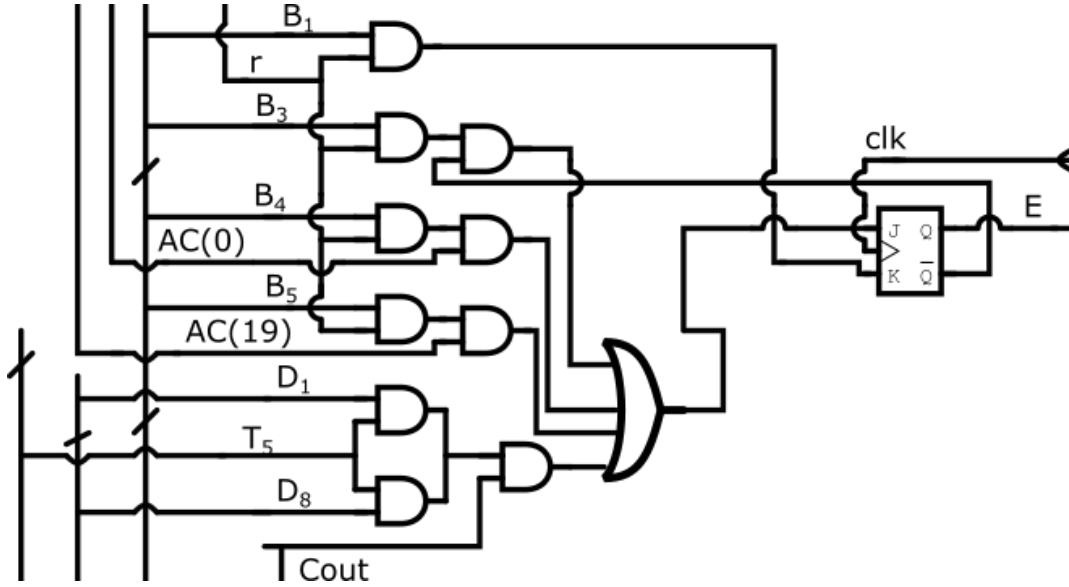 B₁
r
B₃
clk
B₄
E
AC(0)
J Q
B₅
K Q̅
AC(19)
D₁
T₅
D₈
Cout